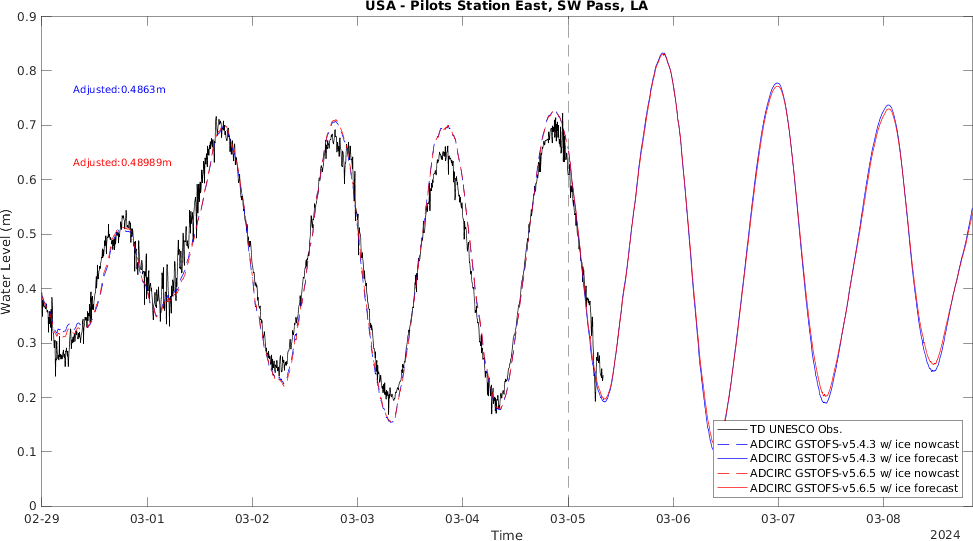 USA - Pilots Station East, SW Pass, LA
0.9
0.8
0.7
0.6
0.5
0.4
0.3
0.2
0.1
0
Water Level (m)
Adjusted:0.4863m
Adjusted:0.48989m
TD UNESCO Obs.
ADCIRC GSTOFS-v5.4.3 w/ ice nowcast
ADCIRC GSTOFS-v5.4.3 w/ ice forecast
ADCIRC GSTOFS-v5.6.5 w/ ice nowcast
ADCIRC GSTOFS-v5.6.5 w/ ice forecast
02-29 03-01 03-02 03-03 03-04 03-05 03-06 03-07 03-08
Time
2024